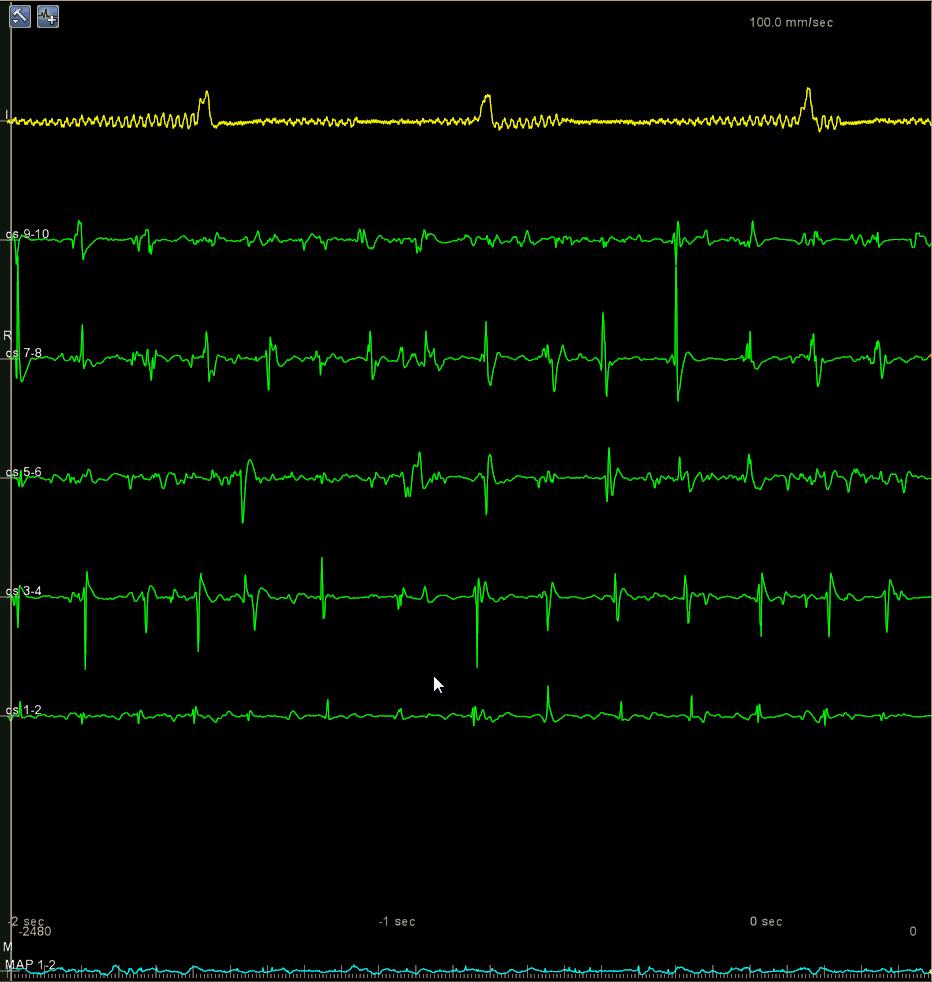 100.0 mm/sec
I
cs 9-10
R
cs 7-8
cs 5-6
cs 3-4
cs 1-2
-2 sec
-1 sec
0 sec
-2480
0
M
MAP 1-2